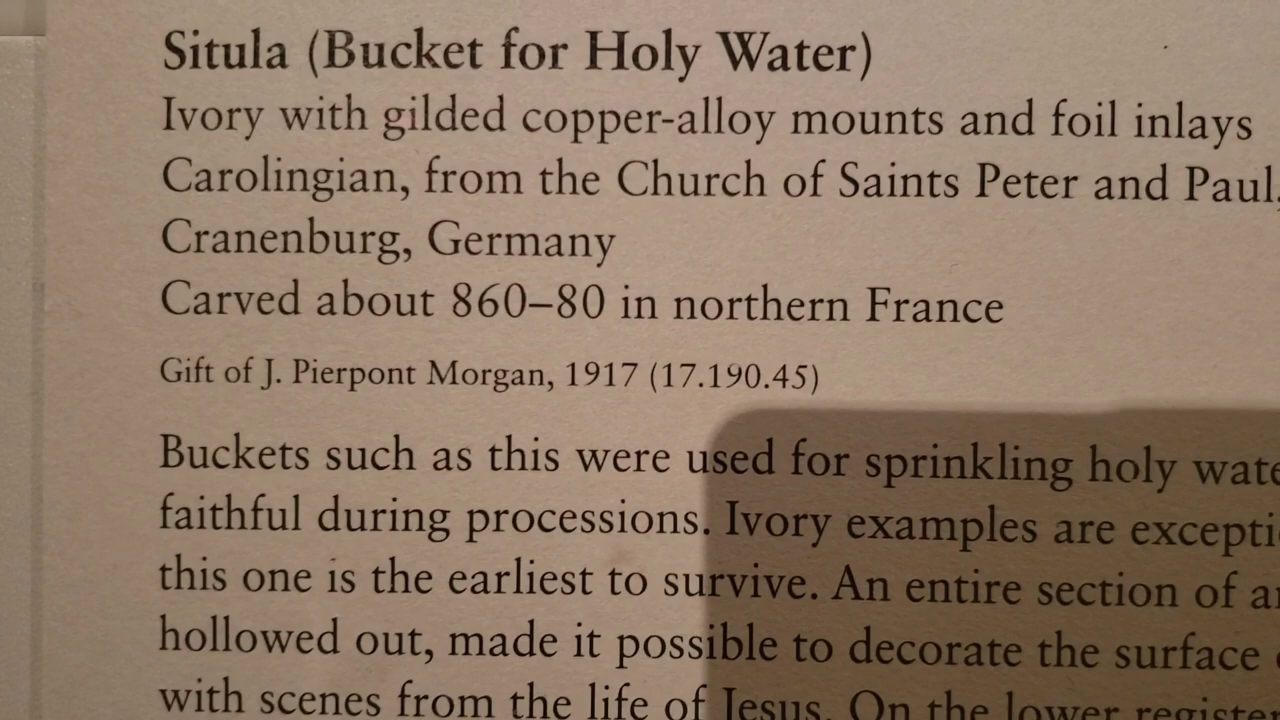 Situla (Bucket for Holy Water)
Ivory with gilded copper-alloy mounts and foil inlays
Carolingian, from the Church of Saints Peter and Paul,
Cranenburg, Germany
Carved about 860–80 in northern France
Gift of J. Pierpont Morgan, 1917 (17.190.45)
Buckets such as this were used for sprinkling holy
faithful during processions. Ivory examples are
this one is the earliest to survive. An entire section of
hollowed out, made it possible to decorate the surface
with scenes from the life of Jesus. On the lower